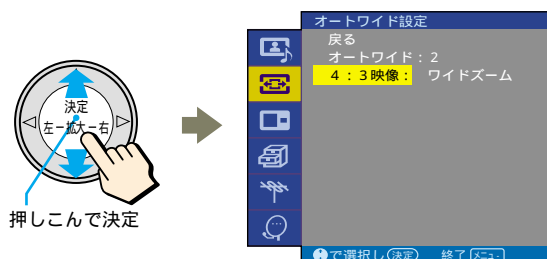 決定
左ー拡大ー右
押しこんで決定
オートワイド設定
戻る
オートワイド：2
4：3映像： ワイドズーム
で選択し 決定 終了 メニュー